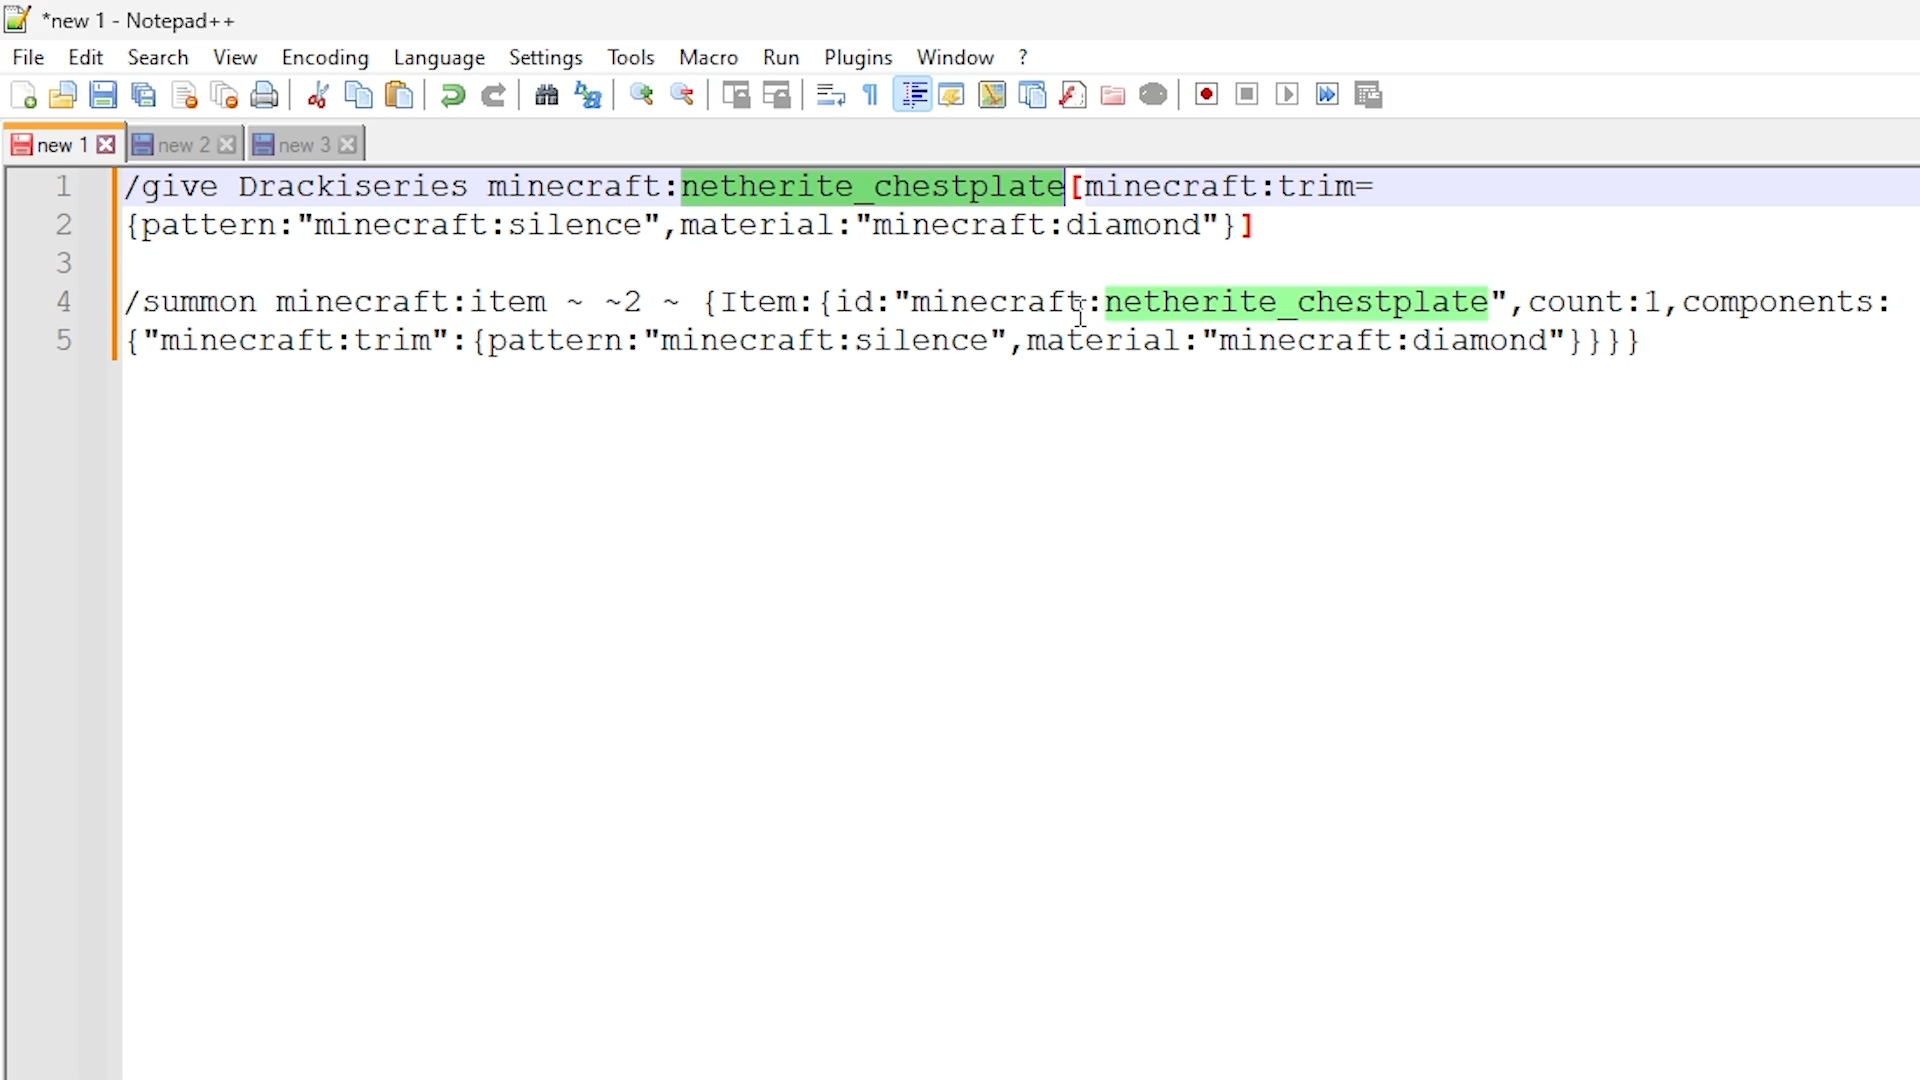 *new 1 - Notepad++
File Edit Search View Encoding Language Settings Tools Macro Run Plugins Window ?
new 1 new 2 new 3
1 /give Drackiseries minecraft:netherite_chestplate[minecraft:trim=
2 {pattern:"minecraft:silence",material:"minecraft:diamond"}]
3
4 /summon minecraft:item ~ ~2 ~ {Item:{id:"minecraft:netherite_chestplate",count:1,components:
5 {"minecraft:trim":{pattern:"minecraft:silence",material:"minecraft:diamond"}}}}